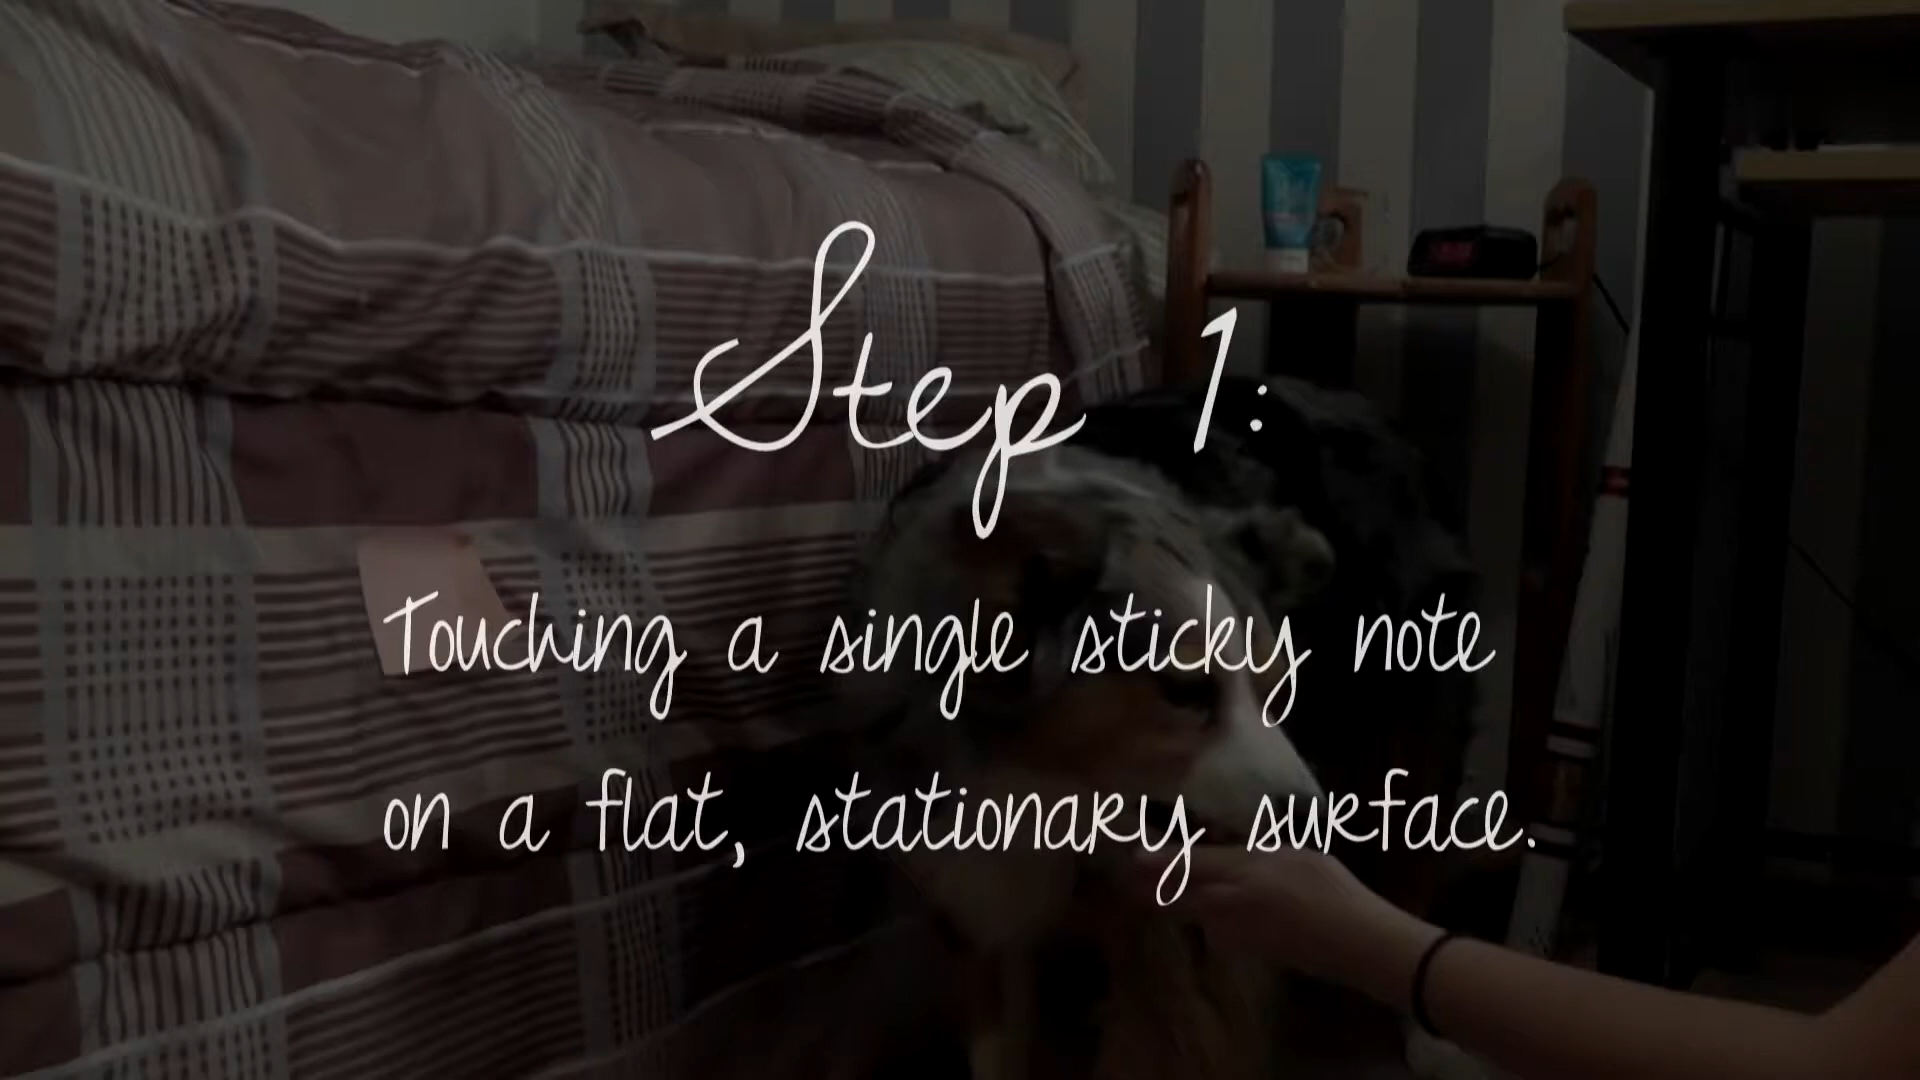 Step 1:
Touching a single sticky note
on a flat, stationary surface.